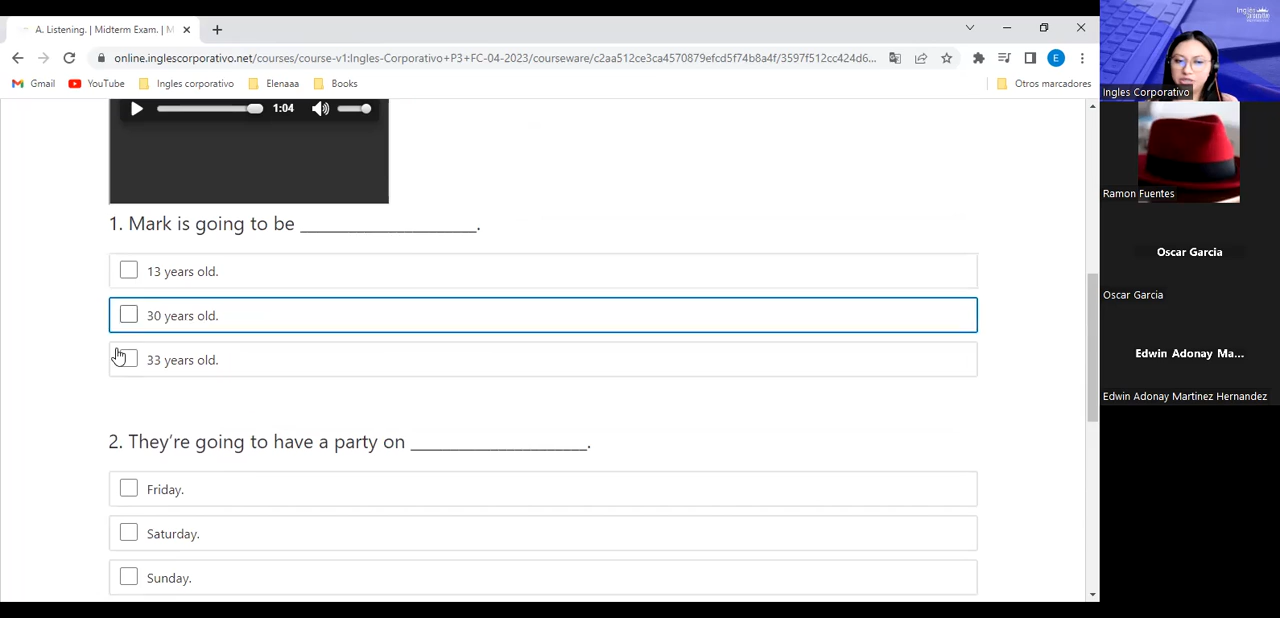 A. Listening. | Midterm Exam. | M
online.inglescorporativo.net/courses/course-v1:Ingles-Corporativo+P3+FC-04-2023/courseware/c2aa512ce3ca4570879efcd5f74b8a4f/3597f512cc424d6...
E
Gmail
YouTube
Ingles corporativo
Elenaaa
Books
Otros marcadores
1:04
1. Mark is going to be ____________________.
13 years old.
30 years old.
33 years old.
2. They're going to have a party on ____________________.
Friday.
Saturday.
Sunday.
Ingles Corporativo
Ramon Fuentes
Oscar Garcia
Oscar Garcia
Edwin Adonay Ma...
Edwin Adonay Martinez Hernandez